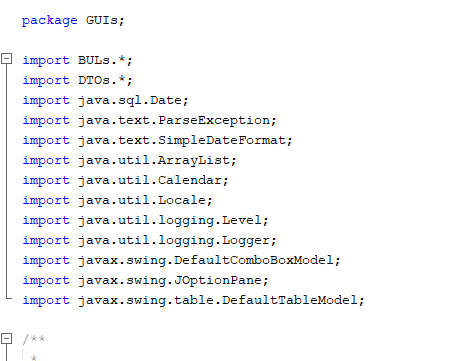 package GUIs;
import BULs.*;
import DTOs.*;
import java.sql.Date;
import java.text.ParseException;
import java.text.SimpleDateFormat;
import java.util.ArrayList;
import java.util.Calendar;
import java.util.Locale;
import java.util.logging.Level;
import java.util.logging.Logger;
import javax.swing.DefaultComboBoxModel;
import javax.swing.JOptionPane;
import javax.swing.table.DefaultTableModel;
/**
*